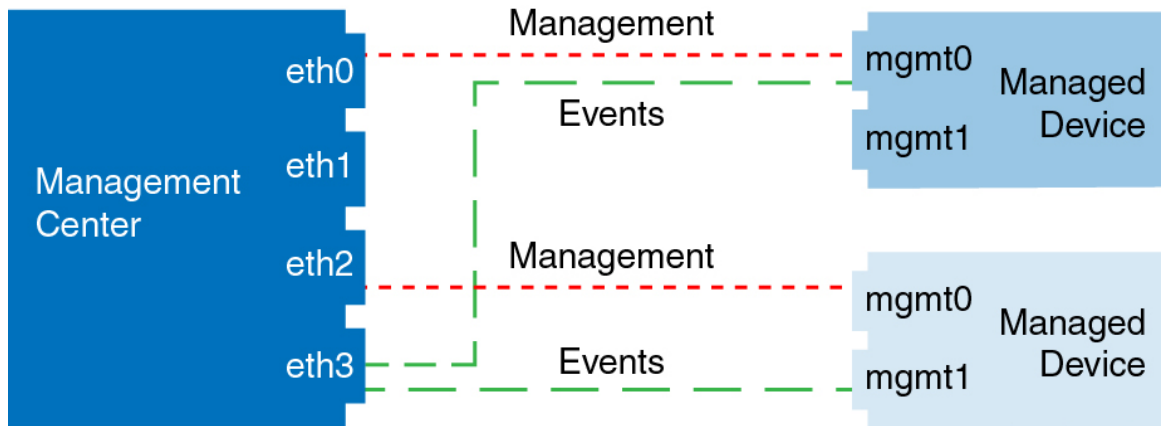 Management
eth0
mgmt0
Managed
Device
Events
eth1
mgmt1
Management
Center
eth2
Management
mgmt0
Managed
Device
eth3
Events
mgmt1